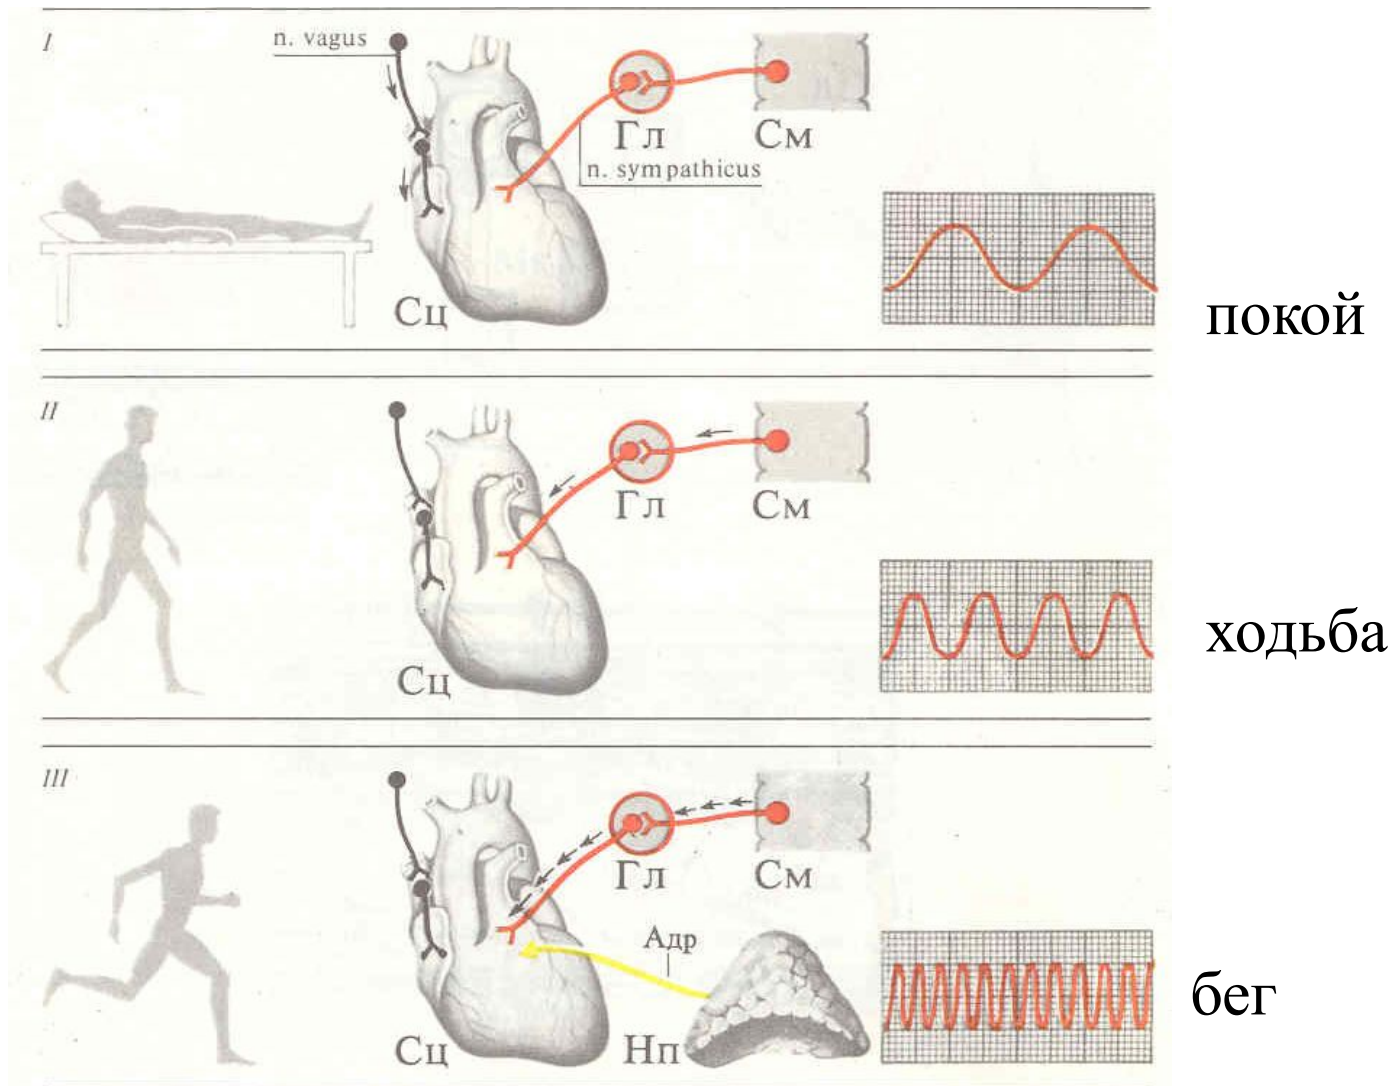 I
n. vagus
Гл
См
n. sympathicus
Сц
покой
II
Гл
См
Сц
ходьба
III
Гл
См
Адр
Сц
Нп
бег